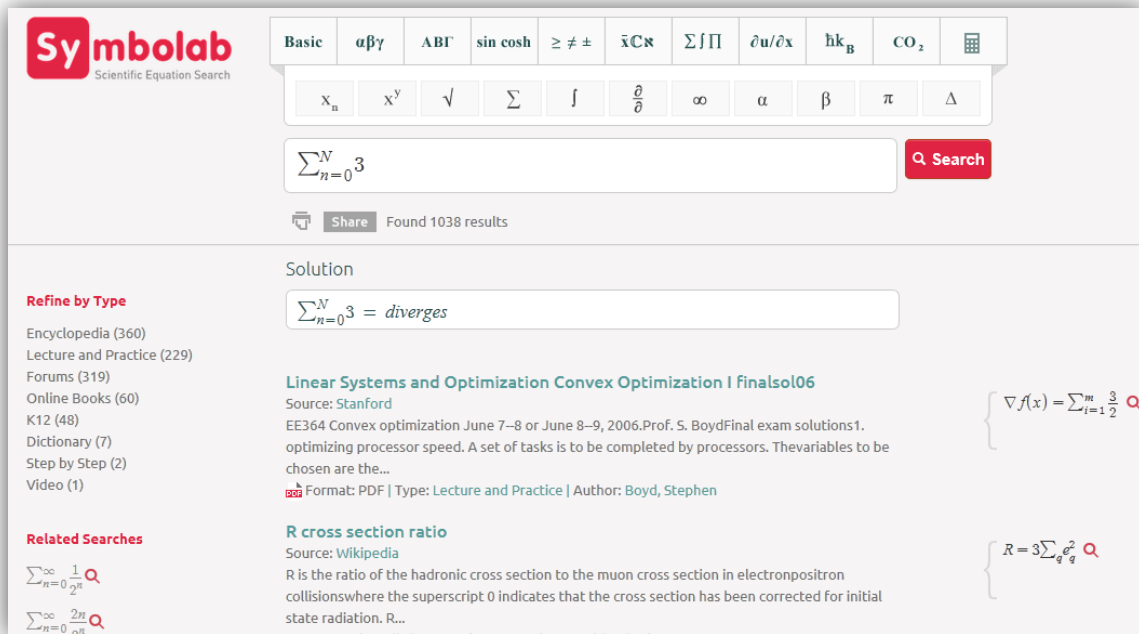 Symbolab
Scientific Equation Search
Basic αβγ ΑΒΓ sin cosh ≥ ≠ ± x̄ℂℵ Σ∫∏ ∂u/∂x ħk_B CO₂
xₙ x^y √ ∑ ∫ ∂/∂ ∞ α β π Δ
∑_{n=0}^{N} 3
Search
Share Found 1038 results
Solution
∑_{n=0}^{N} 3 = diverges
Refine by Type
Encyclopedia (360)
Lecture and Practice (229)
Forums (319)
Online Books (60)
K12 (48)
Dictionary (7)
Step by Step (2)
Video (1)
Related Searches
∑_{n=0}^{∞} 1/2^n
∑_{n=0}^{∞} 2n
Linear Systems and Optimization Convex Optimization I finalsol06
Source: Stanford
EE364 Convex optimization June 7--8 or June 8--9, 2006.Prof. S. BoydFinal exam solutions1.
optimizing processor speed. A set of tasks is to be completed by processors. Thevariables to be
chosen are the...
PDF Format: PDF | Type: Lecture and Practice | Author: Boyd, Stephen
∇f(x) = ∑_{i=1}^{m} 3/2
R cross section ratio
Source: Wikipedia
R is the ratio of the hadronic cross section to the muon cross section in electronpositron
collisionswhere the superscript 0 indicates that the cross section has been corrected for initial
state radiation. R...
R = 3∑_q e_q^2